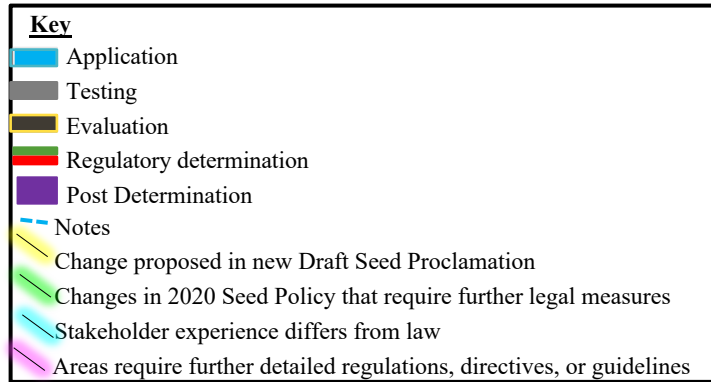 Key
Application
Testing
Evaluation
Regulatory determination
Post Determination
Notes
Change proposed in new Draft Seed Proclamation
Changes in 2020 Seed Policy that require further legal measures
Stakeholder experience differs from law
Areas require further detailed regulations, directives, or guidelines